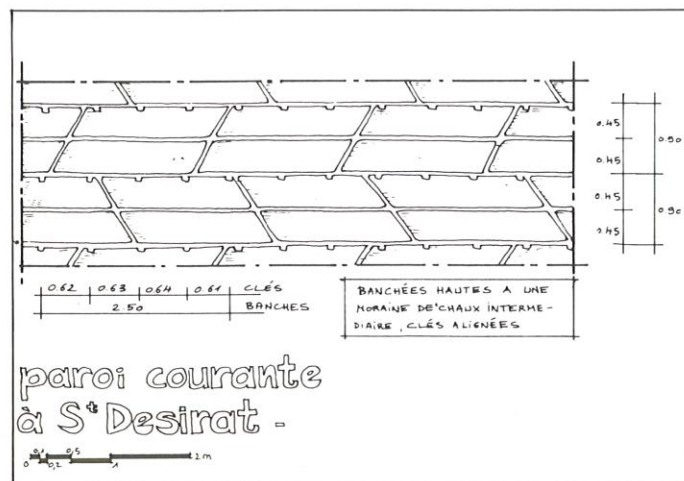 0.45
0.45
0.90
0.45
0.45
0.90
0.62 0.63 0.64 0.61 CLÉS
2.50 BANCHES
BANCHÉES HAUTES A UNE
MORAINE DE CHAUX INTERME-
DIAIRE, CLÉS ALIGNÉES
paroi courante
à St Desirat -
0 0,1 0,2 0,5 1 2m